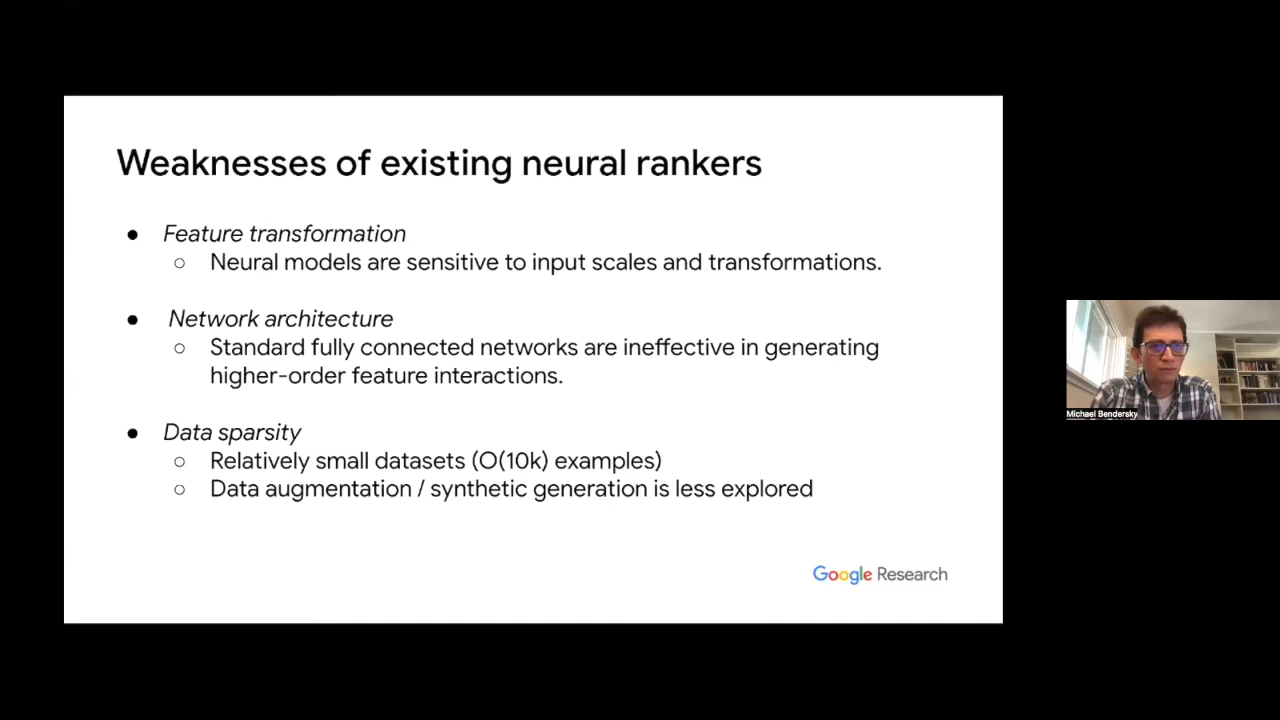 Weaknesses of existing neural rankers
● Feature transformation
○ Neural models are sensitive to input scales and transformations.
● Network architecture
○ Standard fully connected networks are ineffective in generating
higher-order feature interactions.
● Data sparsity
○ Relatively small datasets (O(10k) examples)
○ Data augmentation / synthetic generation is less explored
Google Research
Michael Bendersky